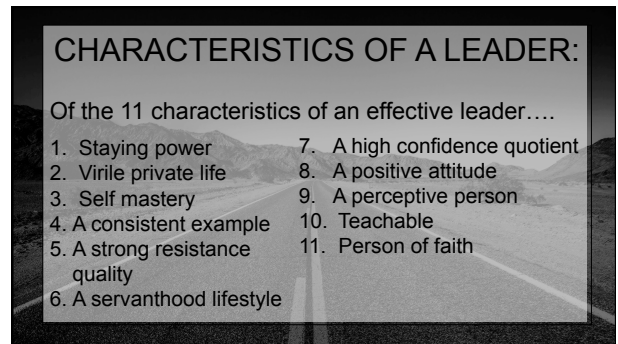 CHARACTERISTICS OF A LEADER:
Of the 11 characteristics of an effective leader….
1. Staying power
2. Virile private life
3. Self mastery
4. A consistent example
5. A strong resistance
quality
6. A servanthood lifestyle
7. A high confidence quotient
8. A positive attitude
9. A perceptive person
10. Teachable
11. Person of faith